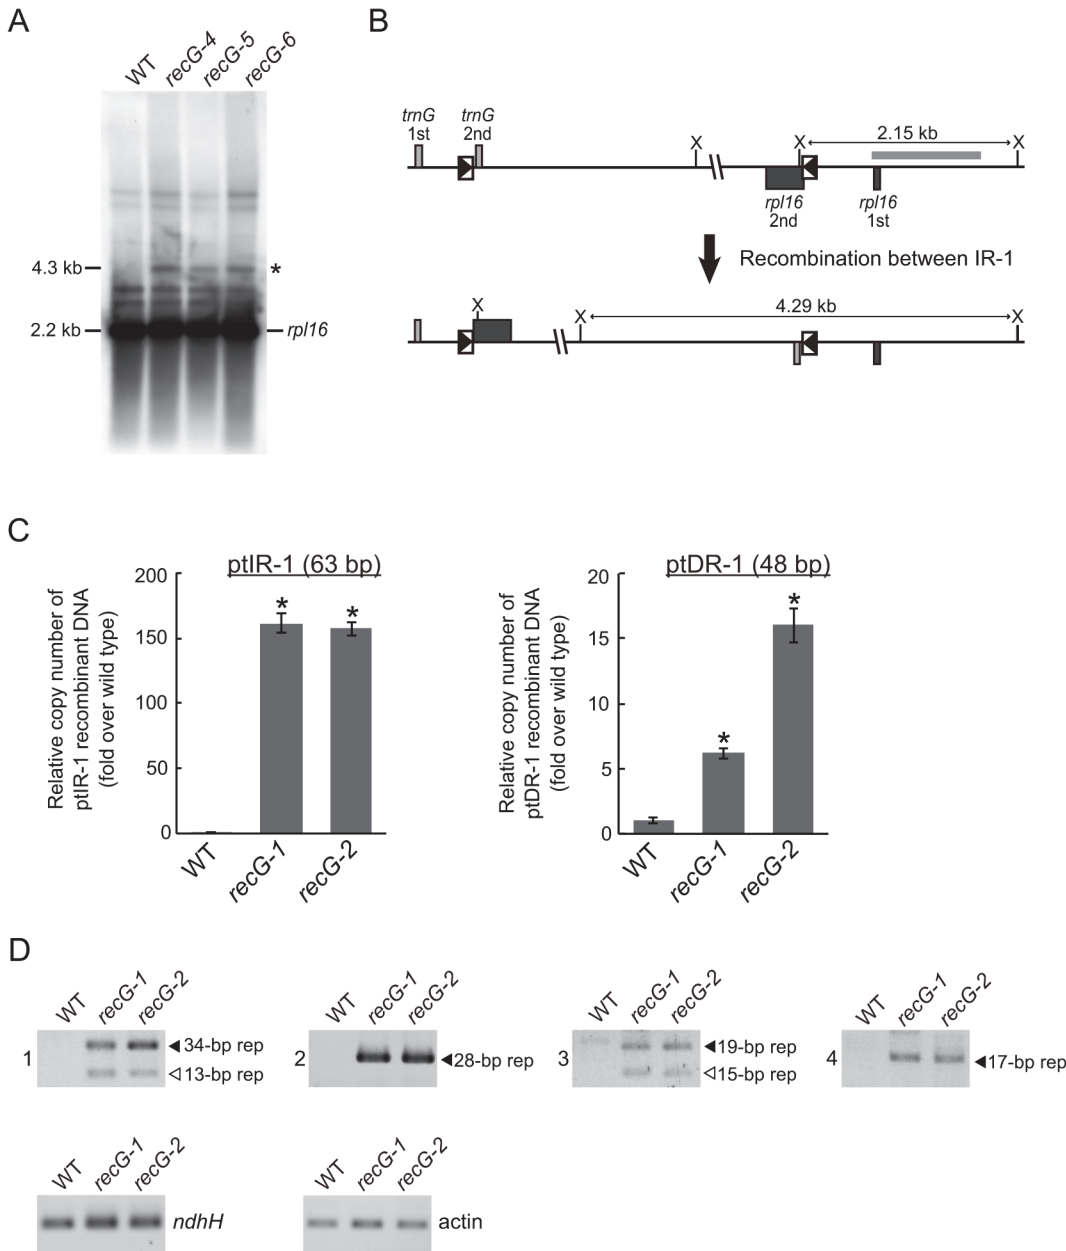 A
B
WT
recG-4
recG-5
recG-6
4.3 kb
*
2.2 kb
rpl16
trnG
1st
trnG
2nd
X
X
2.15 kb
X
rpl16
2nd
rpl16
1st
Recombination between IR-1
X
X
4.29 kb
X
C
ptIR-1 (63 bp)
Relative copy number of
ptIR-1 recombinant DNA
(fold over wild type)
200
150
100
50
0
*
*
WT
recG-1
recG-2
ptDR-1 (48 bp)
Relative copy number of
ptDR-1 recombinant DNA
(fold over wild type)
20
15
10
5
0
*
*
WT
recG-1
recG-2
D
WT
recG-1
recG-2
1
34-bp rep
13-bp rep
WT
recG-1
recG-2
2
28-bp rep
WT
recG-1
recG-2
3
19-bp rep
15-bp rep
WT
recG-1
recG-2
4
17-bp rep
WT
recG-1
recG-2
ndhH
WT
recG-1
recG-2
actin